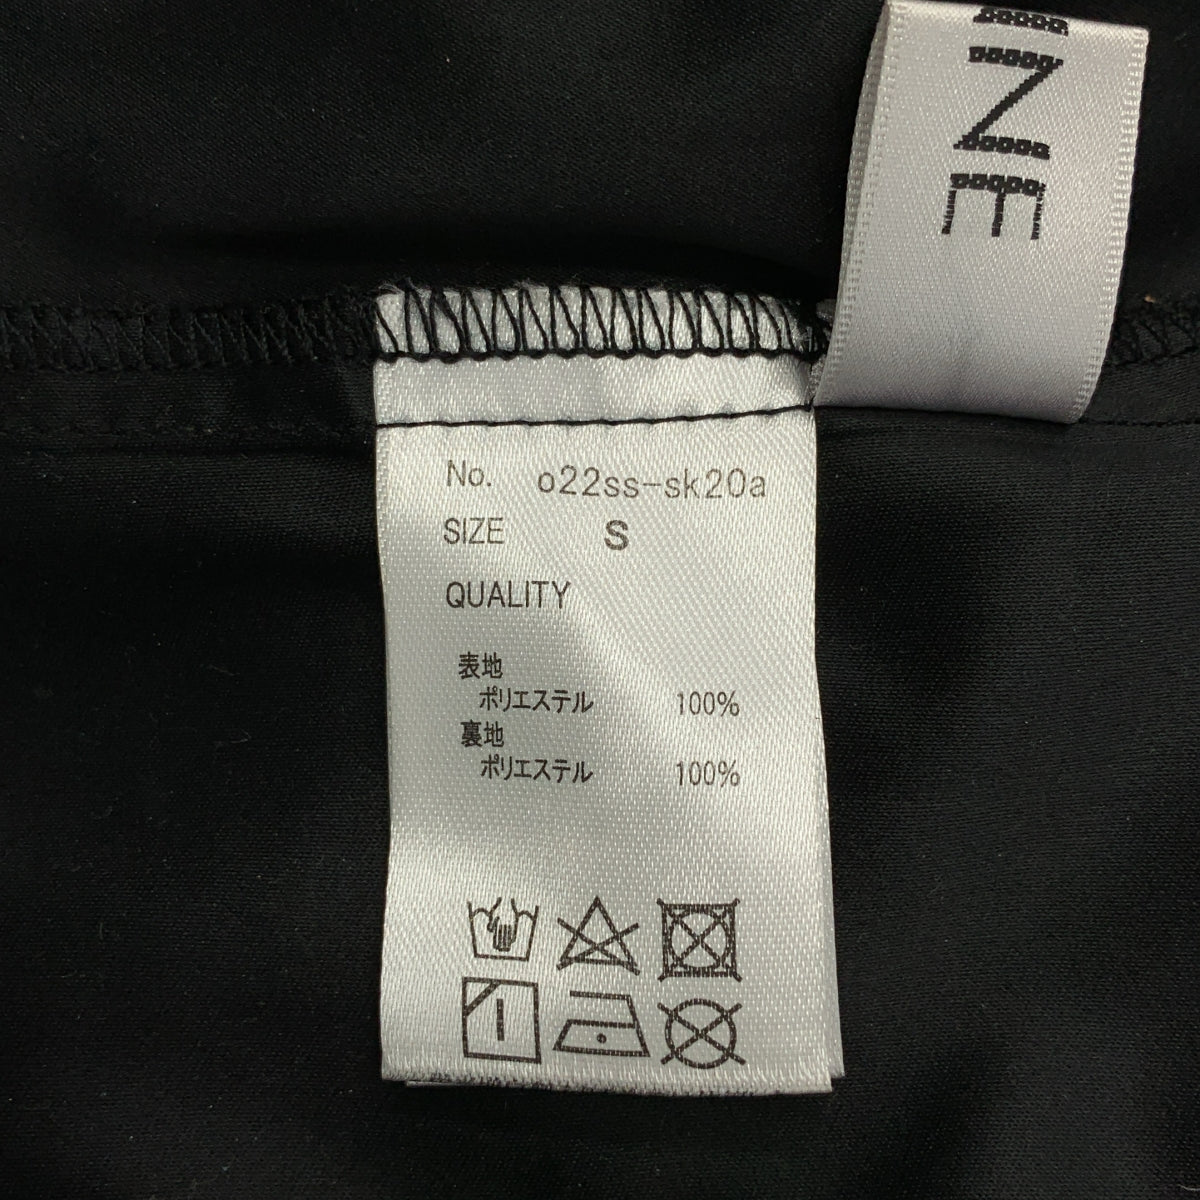 INE
No. o22ss-sk20a
SIZE S
QUALITY
表地
ポリエステル 100%
裏地
ポリエステル 100%